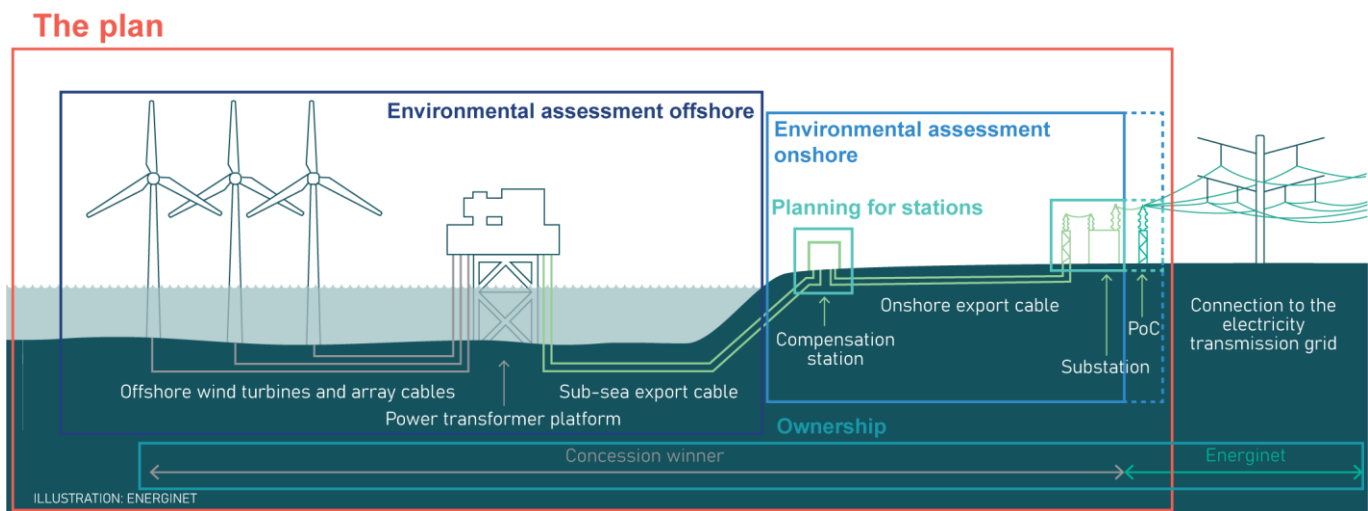 The plan
Environmental assessment offshore
Environmental assessment
onshore
Planning for stations
Offshore wind turbines and array cables
Power transformer platform
Sub-sea export cable
Compensation
station
Onshore export cable
Substation
PoC
Connection to the
electricity
transmission grid
Ownership
Concession winner
Energinet
ILLUSTRATION: ENERGINET